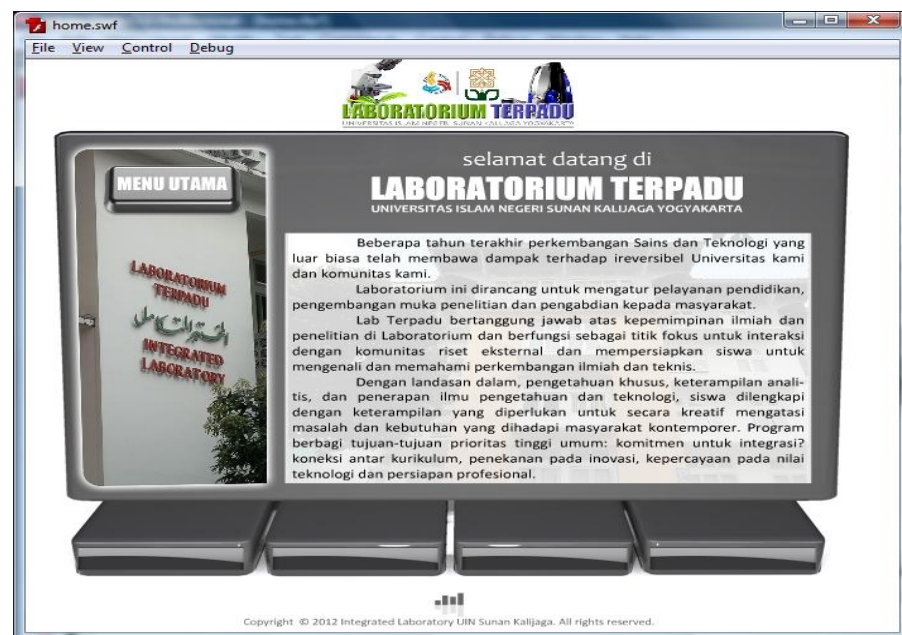 home.swf
File View Control Debug
LABORATORIUM TERPADU
UNIVERSITAS ISLAM NEGERI SUNAN KALIJAGA YOGYAKARTA
selamat datang di
LABORATORIUM TERPADU
UNIVERSITAS ISLAM NEGERI SUNAN KALIJAGA YOGYAKARTA
MENU UTAMA
LABORATORIUM
TERPADU
المختبر المتكاملي
INTEGRATED
LABORATORY
Beberapa tahun terakhir perkembangan Sains dan Teknologi yang
luar biasa telah membawa dampak terhadap ireversibel Universitas kami
dan komunitas kami.
Laboratorium ini dirancang untuk mengatur pelayanan pendidikan,
pengembangan muka penelitian dan pengabdian kepada masyarakat.
Lab Terpadu bertanggung jawab atas kepemimpinan ilmiah dan
penelitian di Laboratorium dan berfungsi sebagai titik fokus untuk interaksi
dengan komunitas riset eksternal dan mempersiapkan siswa untuk
mengenali dan memahami perkembangan ilmiah dan teknis.
Dengan landasan dalam, pengetahuan khusus, keterampilan anali-
tis, dan penerapan ilmu pengetahuan dan teknologi, siswa dilengkapi
dengan keterampilan yang diperlukan untuk secara kreatif mengatasi
masalah dan kebutuhan yang dihadapi masyarakat kontemporer. Program
berbagi tujuan-tujuan prioritas tinggi umum: komitmen untuk integrasi?
koneksi antar kurikulum, penekanan pada inovasi, kepercayaan pada nilai
teknologi dan persiapan profesional.
Copyright © 2012 Integrated Laboratory UIN Sunan Kalijaga. All rights reserved.